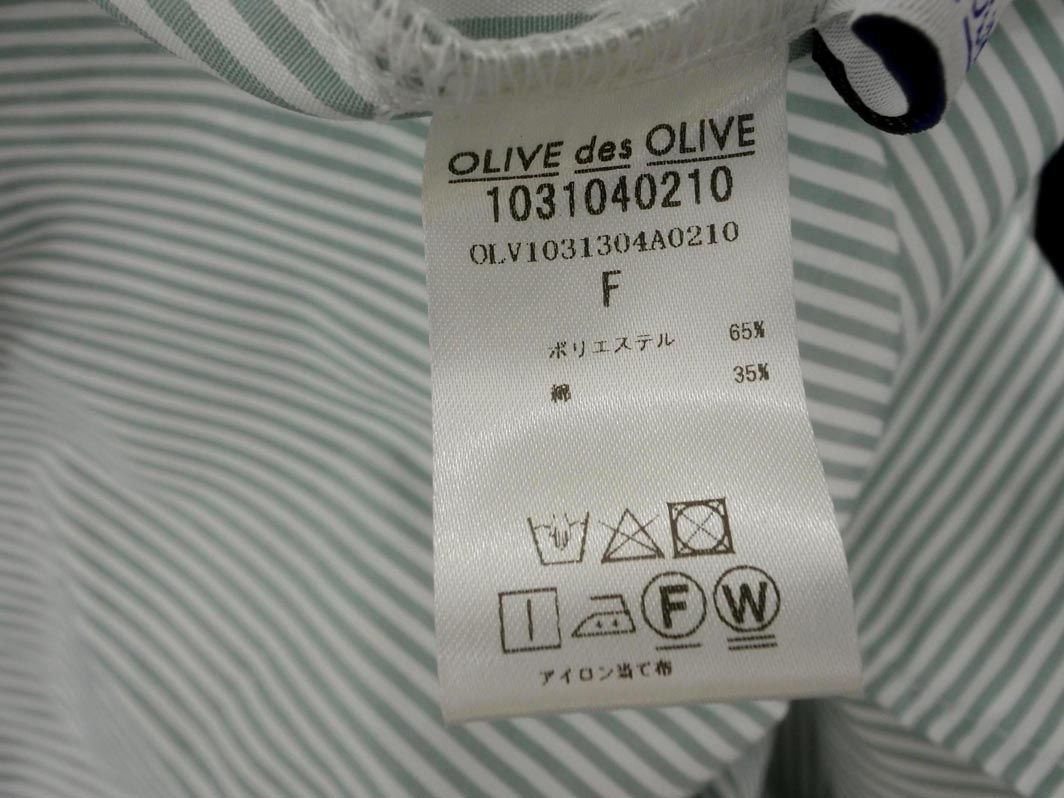 OLIVE des OLIVE
1031040210
OLV1031304A0210
F
ポリエステル 65%
綿 35%
F W
アイロン当て布